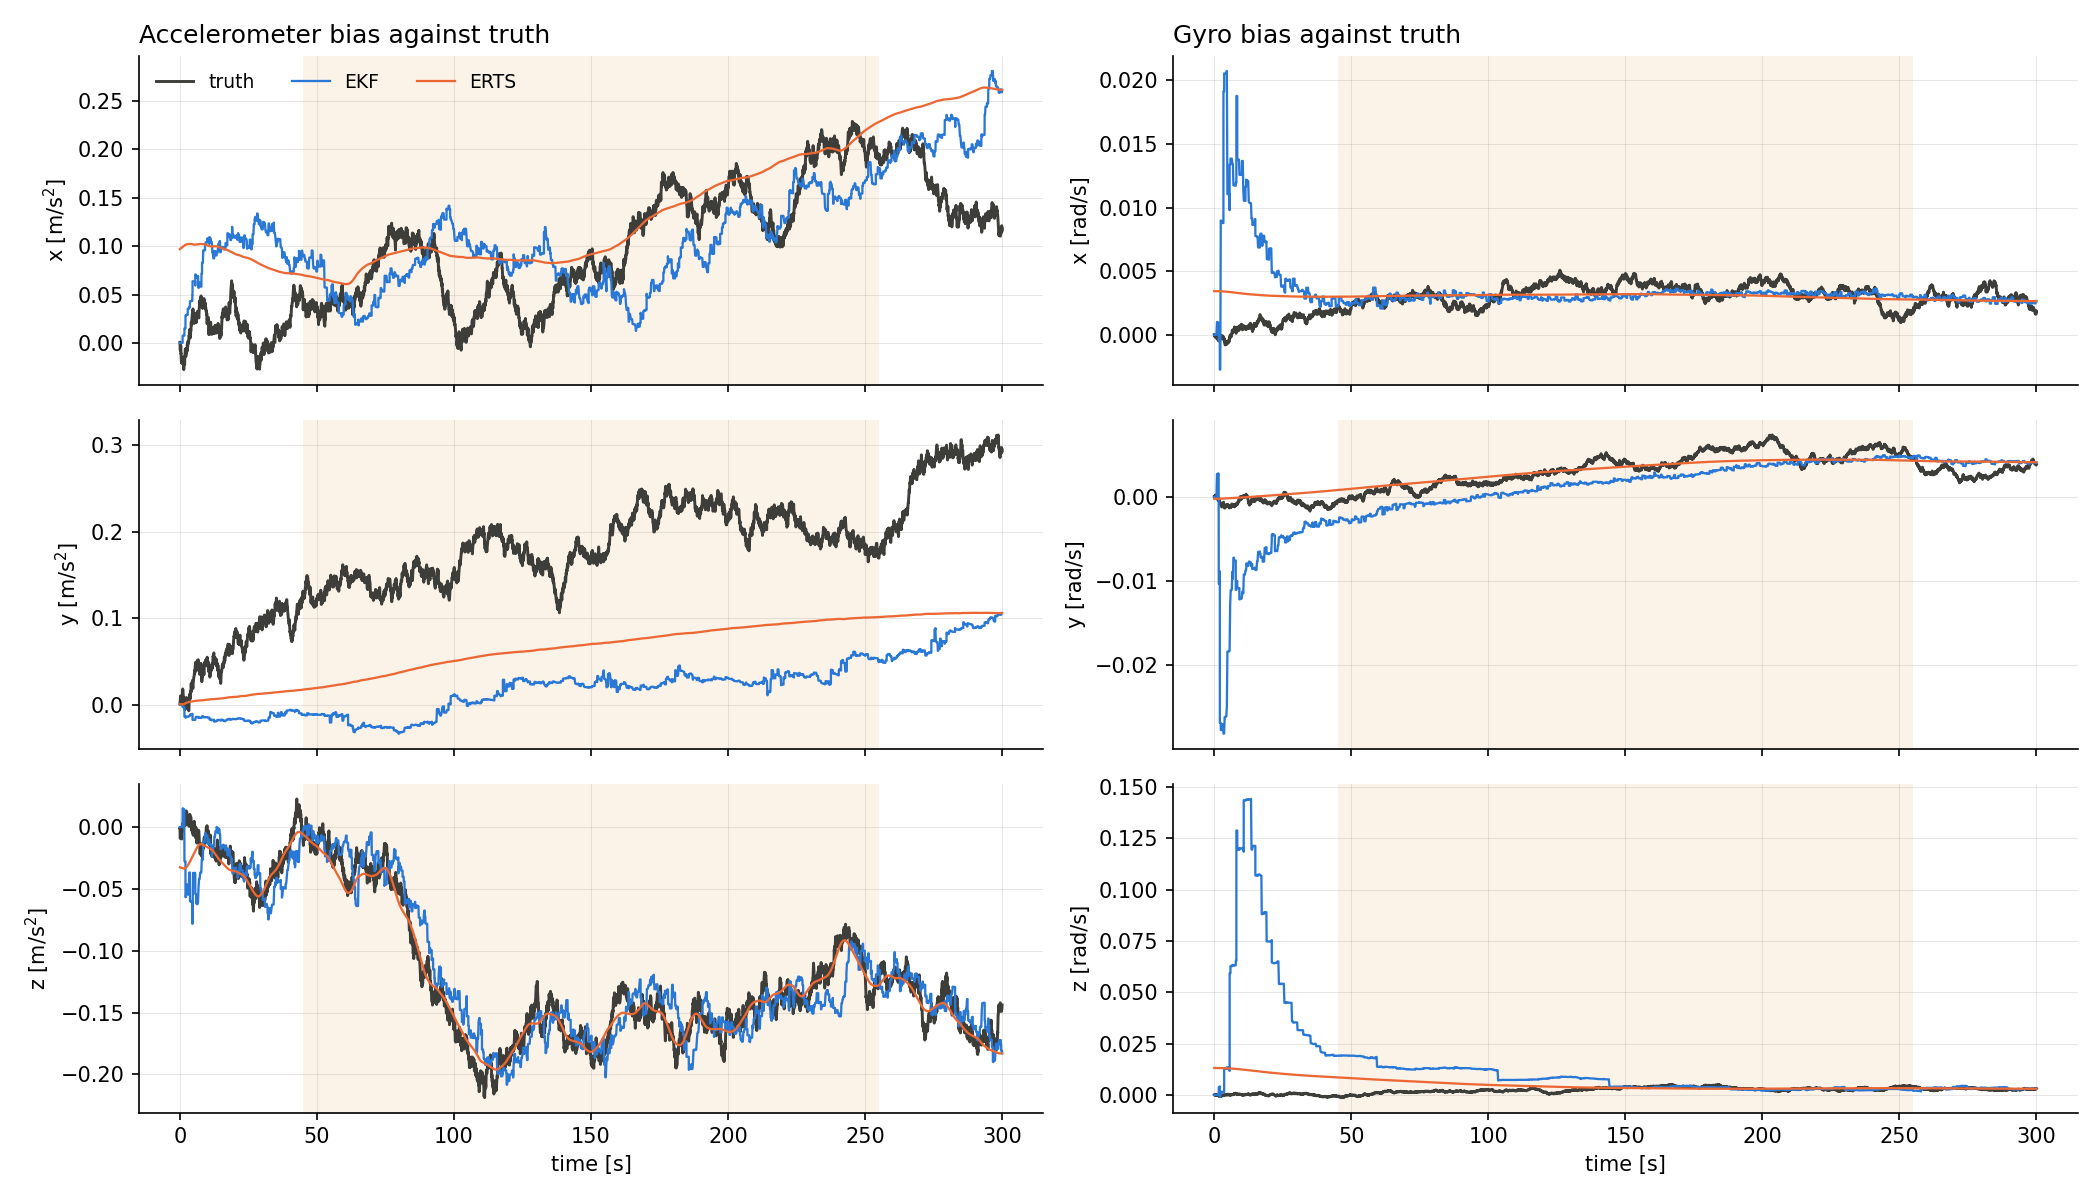 Accelerometer bias against truth
truth EKF ERTS
x [m/s²]
0.25
0.20
0.15
0.10
0.05
0.00
Gyro bias against truth
x [rad/s]
0.020
0.015
0.010
0.005
0.000
y [m/s²]
0.3
0.2
0.1
0.0
y [rad/s]
0.00
−0.01
−0.02
z [m/s²]
0.00
−0.05
−0.10
−0.15
−0.20
0 50 100 150 200 250 300
time [s]
z [rad/s]
0.150
0.125
0.100
0.075
0.050
0.025
0.000
0 50 100 150 200 250 300
time [s]